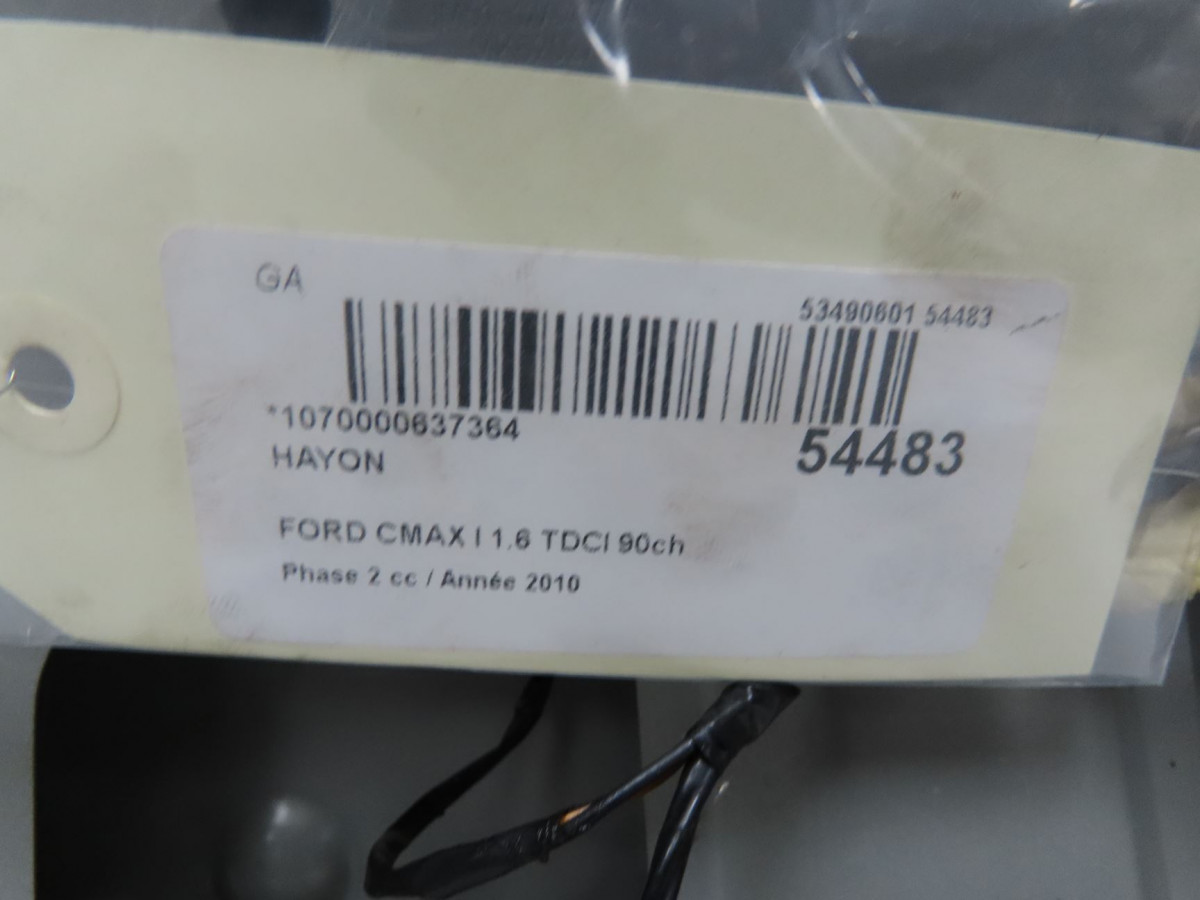 GA
53490601 54483
*1070000637364
54483
HAYON
FORD CMAX I 1.6 TDCI 90ch
Phase 2 cc / Année 2010